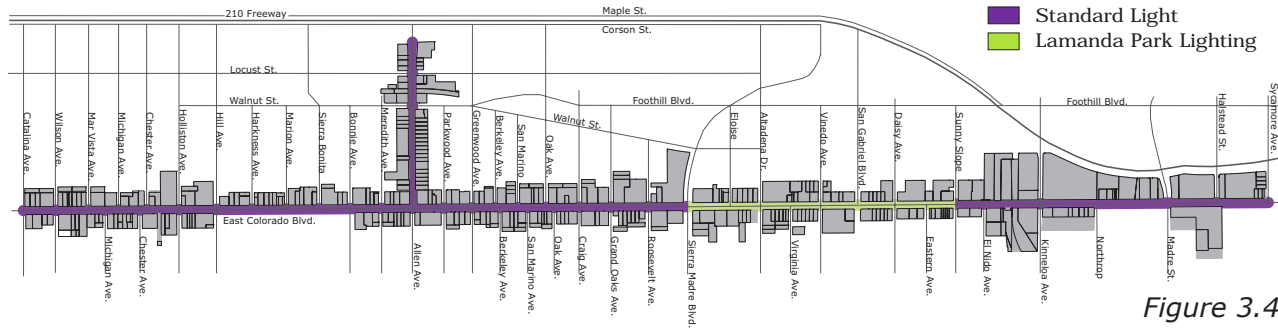 210 Freeway
Maple St.
Corson St.
Standard Light
Lamanda Park Lighting
Locust St.
Walnut St.
Foothill Blvd.
Foothill Blvd.
Walnut St.
Catalina Ave.
Wilson Ave.
Mar Vista Ave.
Michigan Ave.
Chester Ave.
Holliston Ave.
Hill Ave.
Harkness Ave.
Marion Ave.
Sierra Bonita
Bonnie Ave.
Meredith Ave.
Parkwood Ave.
Greenwood Ave.
Berkeley Ave.
San Marino
Oak Ave.
Eloise
Altadena Dr.
Vinedo Ave.
San Gabriel Blvd.
Daisy Ave.
Sunny Slope
Halstead St.
Sycamore Ave.
East Colorado Blvd.
Michigan Ave.
Chester Ave.
Allen Ave.
Berkeley Ave.
San Marino Ave.
Oak Ave.
Craig Ave.
Grand Oaks Ave.
Roosevelt Ave.
Sierra Madre Blvd.
Virginia Ave.
Eastern Ave.
El Nido Ave.
Kinneloa Ave.
Northrop
Madre St.
Figure 3.4